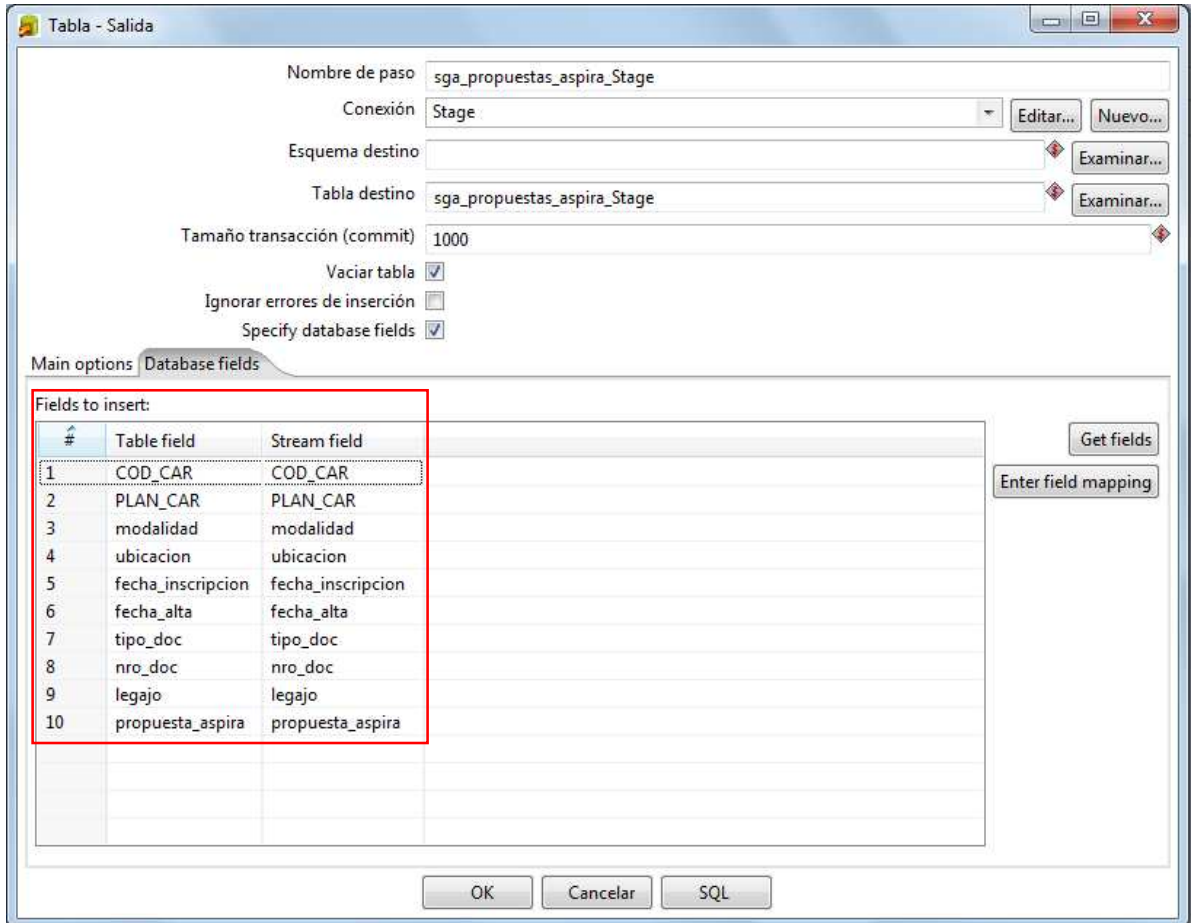 Tabla - Salida
Nombre de paso sga_propuestas_aspira_Stage
Conexión Stage Editar... Nuevo...
Esquema destino Examinar...
Tabla destino sga_propuestas_aspira_Stage Examinar...
Tamaño transacción (commit) 1000
Vaciar tabla
Ignorar errores de inserción
Specify database fields
Main options Database fields
Fields to insert:
# Table field Stream field Get fields
1 COD_CAR COD_CAR Enter field mapping
2 PLAN_CAR PLAN_CAR
3 modalidad modalidad
4 ubicacion ubicacion
5 fecha_inscripcion fecha_inscripcion
6 fecha_alta fecha_alta
7 tipo_doc tipo_doc
8 nro_doc nro_doc
9 legajo legajo
10 propuesta_aspira propuesta_aspira
OK Cancelar SQL